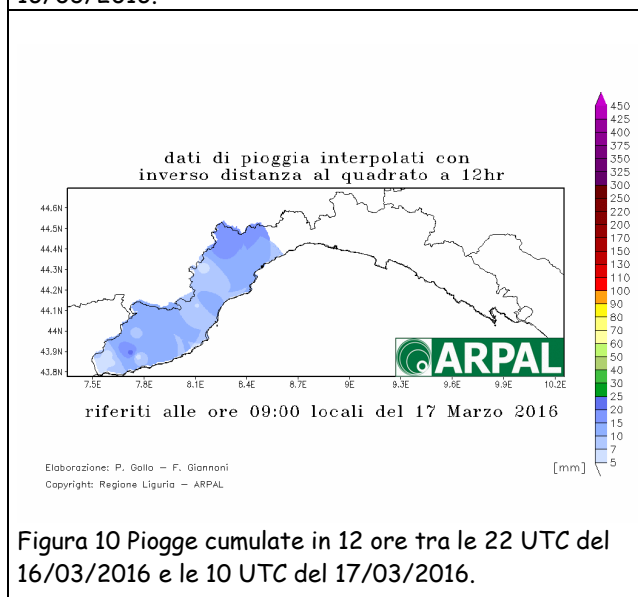 dati di pioggia interpolati con
inverso distanza al quadrato a 12hr
44.6N
44.5N
44.4N
44.3N
44.2N
44.1N
44N
43.9N
43.8N
7.5E 7.8E 8.1E 8.4E 8.7E 9E 9.3E 9.6E 9.9E 10.2E
ARPAL
riferiti alle ore 09:00 locali del 17 Marzo 2016
450
425
400
375
350
325
300
250
220
200
170
150
130
110
100
90
80
70
60
50
40
30
25
20
15
10
7
5
[mm]
Elaborazione: P. Gollo – F. Giannoni
Copyright: Regione Liguria – ARPAL
Figura 10 Piogge cumulate in 12 ore tra le 22 UTC del
16/03/2016 e le 10 UTC del 17/03/2016.